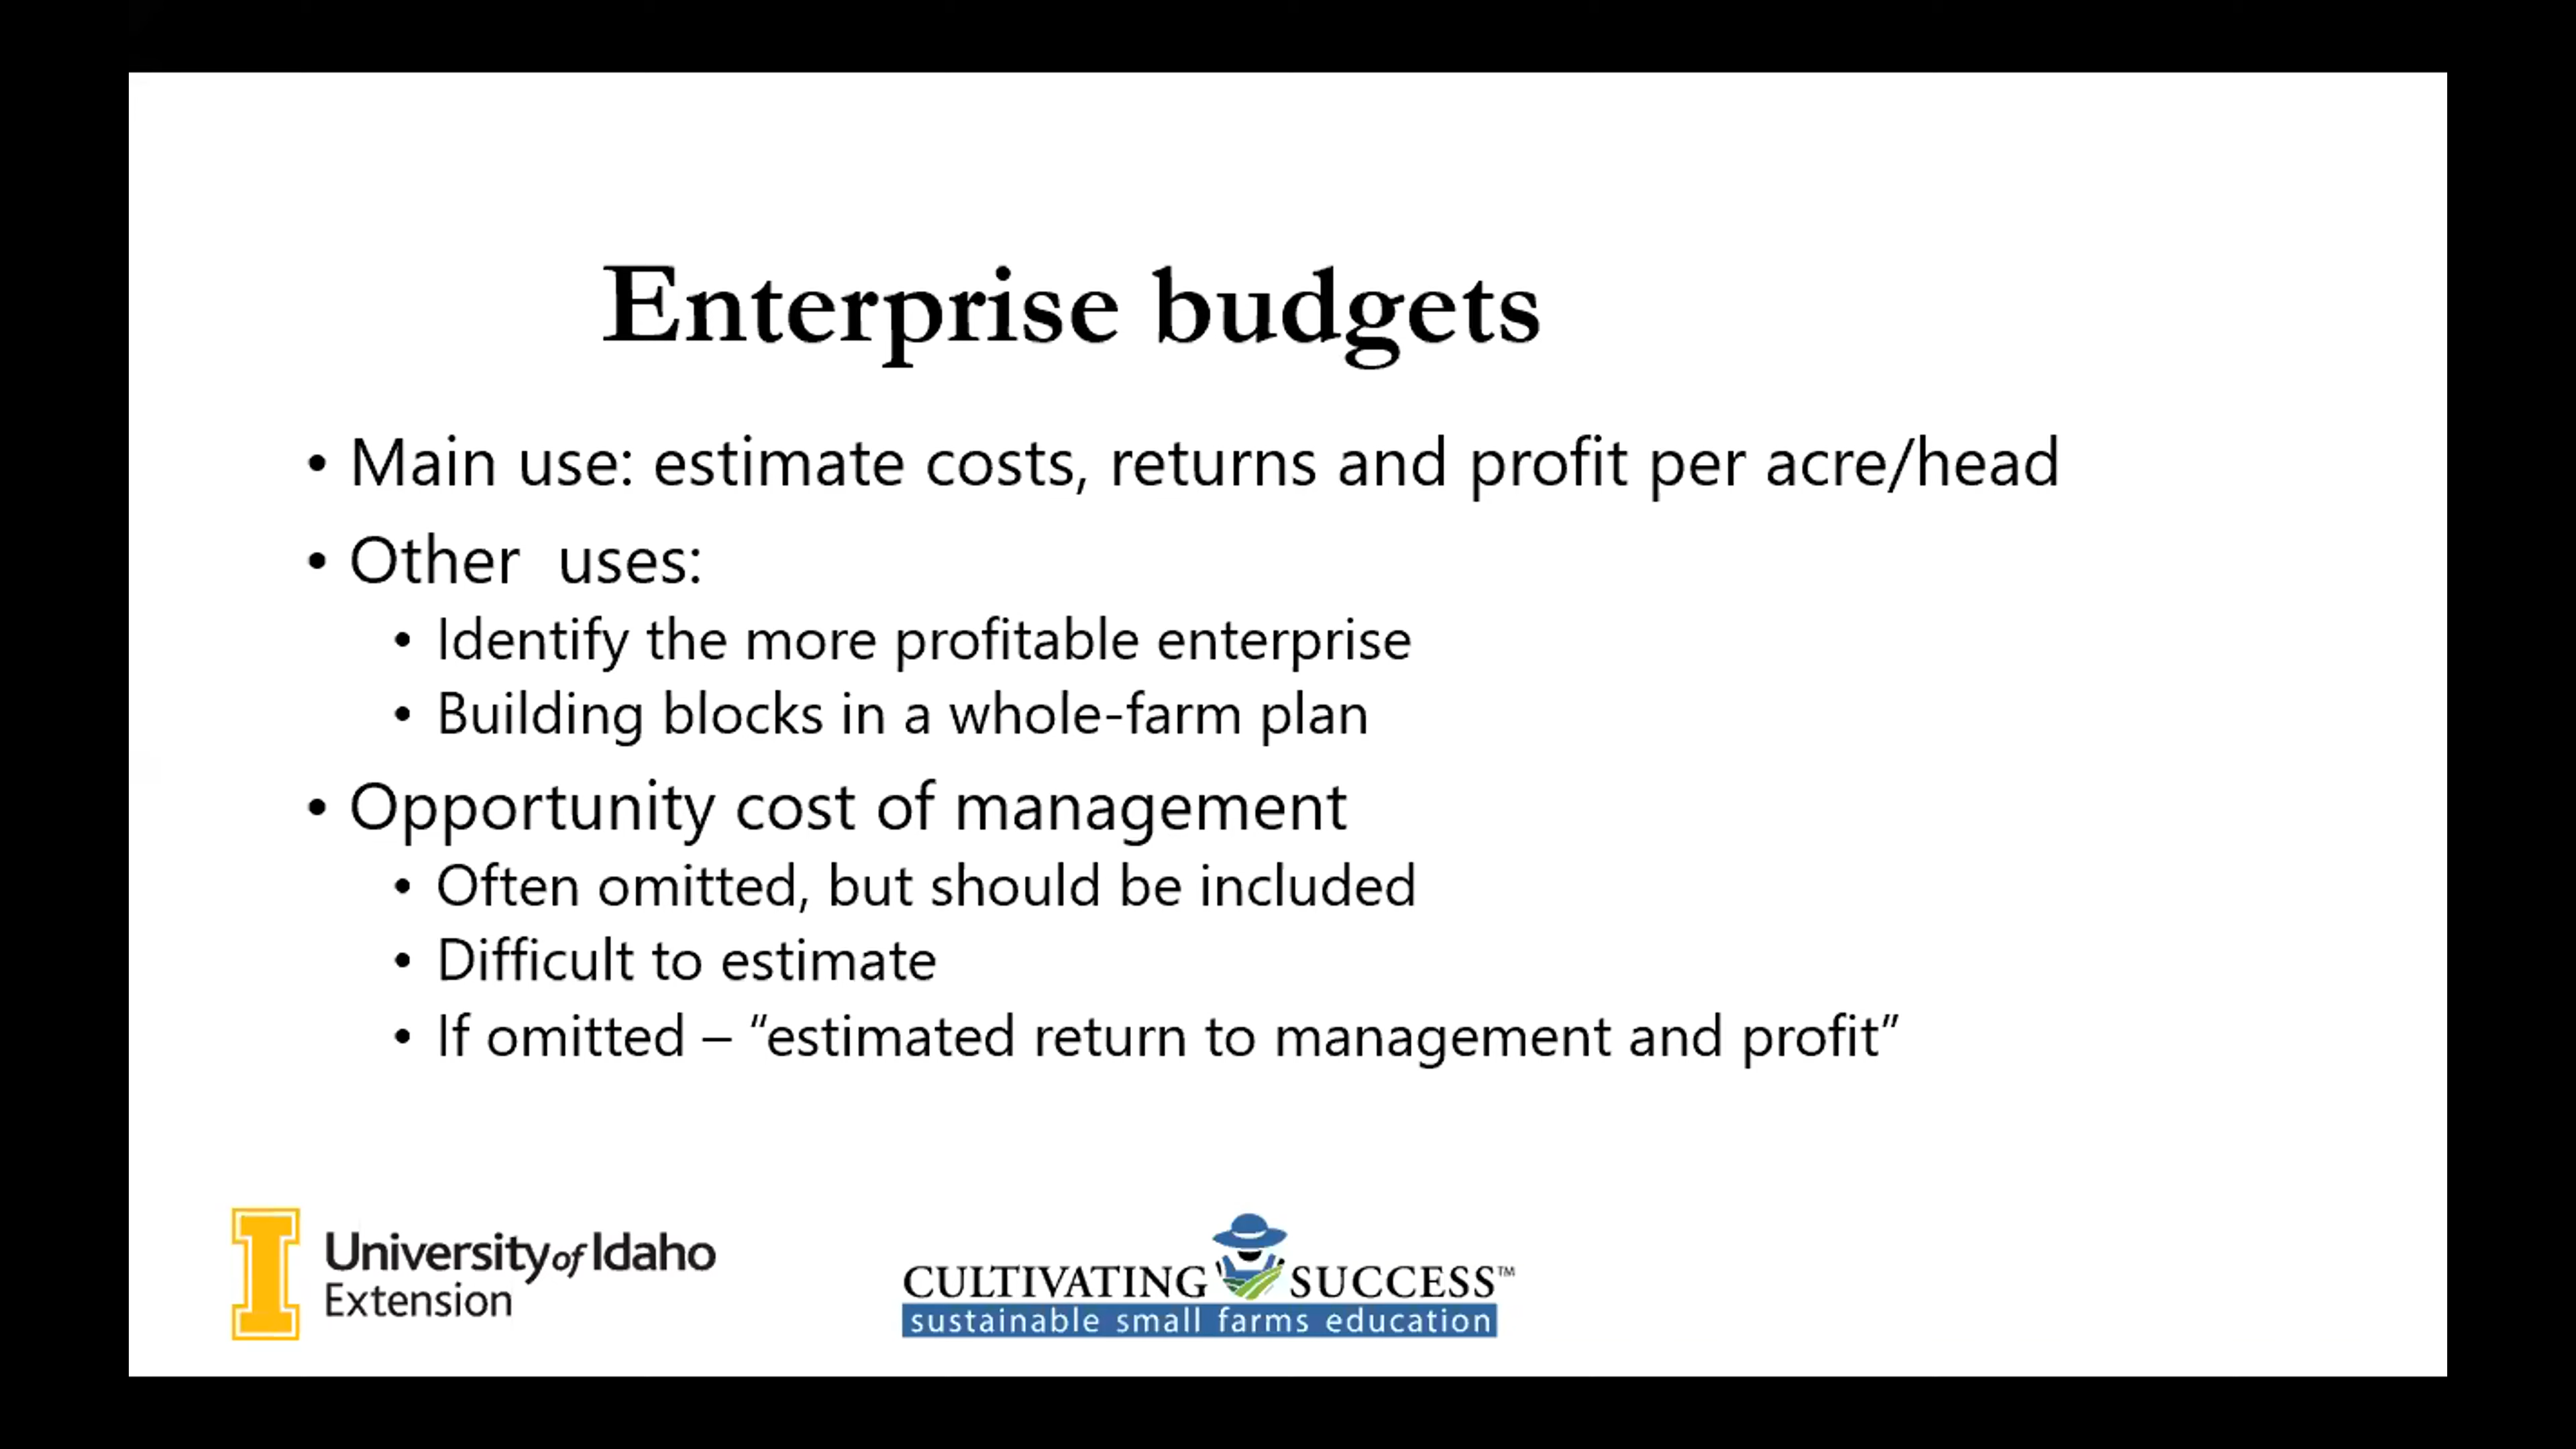 Enterprise budgets
• Main use: estimate costs, returns and profit per acre/head
• Other  uses:
• Identify the more profitable enterprise
• Building blocks in a whole-farm plan
• Opportunity cost of management
• Often omitted, but should be included
• Difficult to estimate
• If omitted – “estimated return to management and profit”
I
University of Idaho
Extension
CULTIVATING SUCCESS™
sustainable small farms education